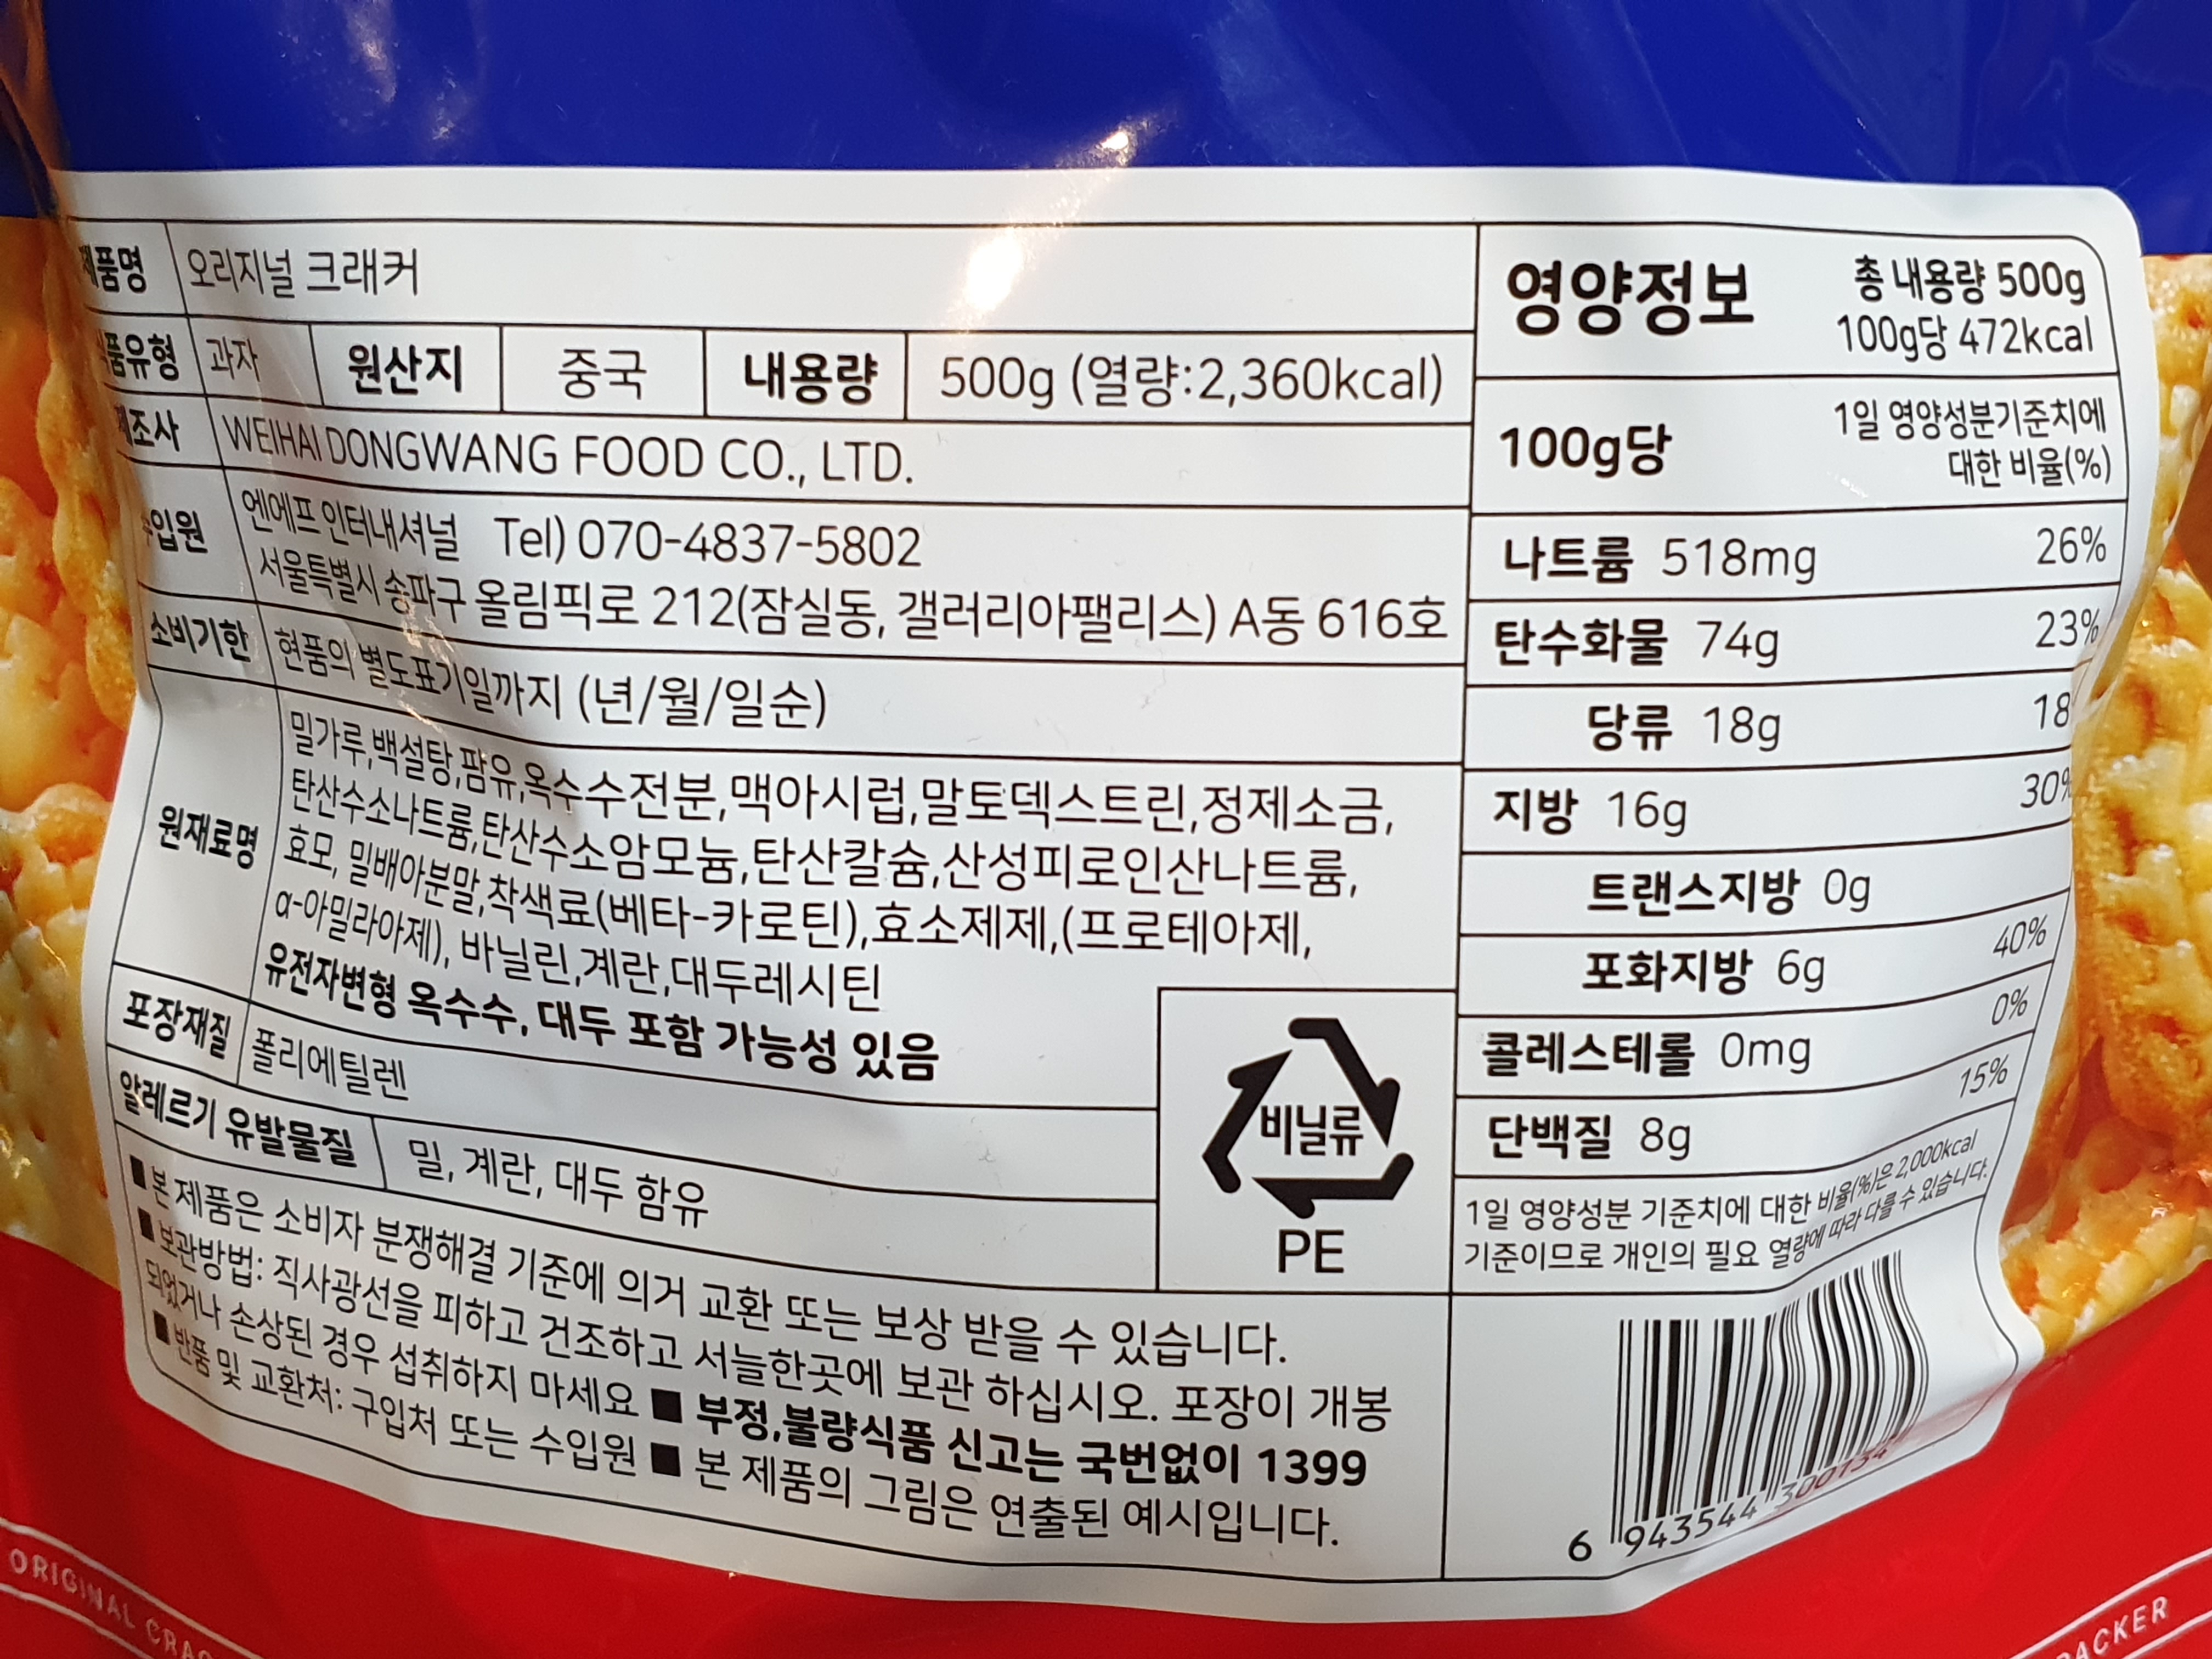 제품명 오리지널 크래커
식품유형 과자 원산지 중국 내용량 500g (열량:2,360kcal)
제조사 WEIHAI DONGWANG FOOD CO., LTD.
수입원 엔에프인터내셔널 Tel) 070-4837-5802
서울특별시 송파구 올림픽로 212(잠실동, 갤러리아팰리스) A동 616호
소비기한 현품의 별도표기일까지 (년/월/일순)
원재료명
밀가루,백설탕,팜유,옥수수전분,맥아시럽,말토덱스트린,정제소금,
탄산수소나트륨,탄산수소암모늄,탄산칼슘,산성피로인산나트륨,
효모, 밀배아분말,착색료(베타-카로틴),효소제제,(프로테아제,
α-아밀라아제), 바닐린,계란,대두레시틴
유전자변형 옥수수, 대두 포함 가능성 있음
포장재질 폴리에틸렌
알레르기 유발물질 밀, 계란, 대두 함유
비닐류
PE
■본 제품은 소비자 분쟁해결 기준에 의거 교환 또는 보상 받을 수 있습니다.
■보관방법: 직사광선을 피하고 건조하고 서늘한곳에 보관 하십시오. 포장이 개봉
되었거나 손상된 경우 섭취하지 마세요 ■ 부정,불량식품 신고는 국번없이 1399
■반품 및 교환처: 구입처 또는 수입원 ■ 본 제품의 그림은 연출된 예시입니다.
영양정보 총 내용량 500g
100g당 472kcal
100g당 1일 영양성분기준치에
대한 비율(%)
나트륨 518mg 26%
탄수화물 74g 23%
당류 18g 18
지방 16g 30%
트랜스지방 0g
포화지방 6g 40%
콜레스테롤 0mg 0%
단백질 8g 15%
1일 영양성분 기준치에 대한 비율(%)은 2,000kcal
기준이므로 개인의 필요 열량에 따라 다를 수 있습니다.
6 943544 300134
ORIGINAL CRAC
ACKER